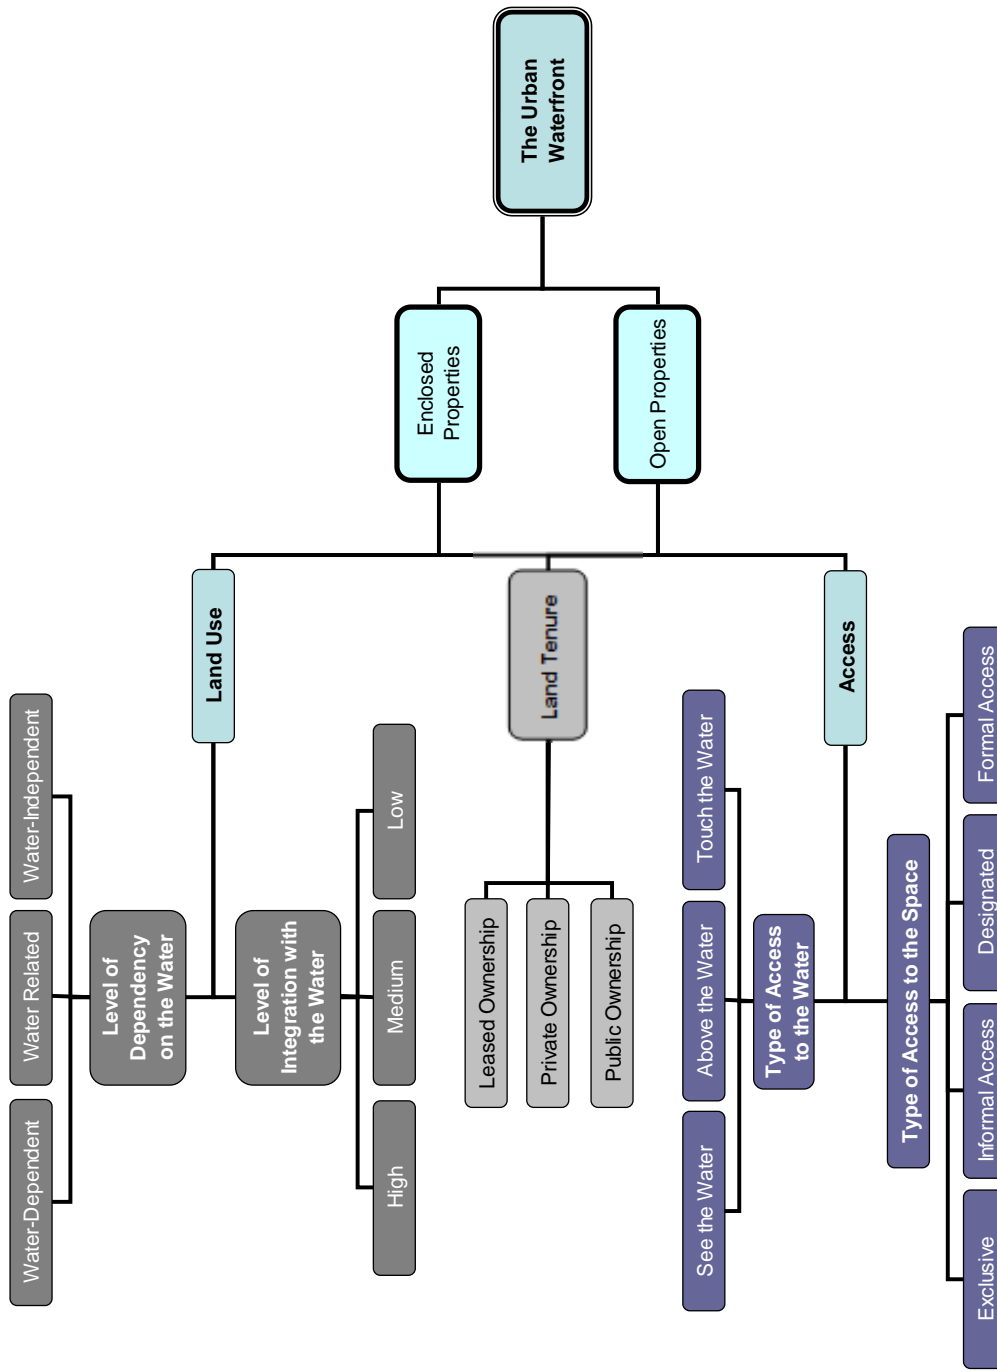 The Urban
Waterfront
Enclosed
Properties
Open Properties
Land Use
Land Tenure
Access
Level of
Dependency
on the Water
Water-Dependent
Water Related
Water-Independent
Level of
Integration with
the Water
High
Medium
Low
Leased Ownership
Private Ownership
Public Ownership
Type of Access
to the Water
See the Water
Above the Water
Touch the Water
Type of Access to the Space
Exclusive
Informal Access
Designated
Formal Access